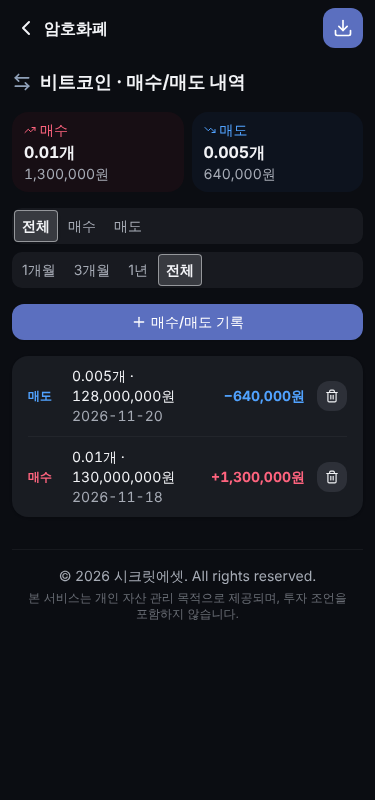 암호화폐
비트코인 · 매수/매도 내역
매수
0.01개
1,300,000원
매도
0.005개
640,000원
전체 매수 매도
1개월 3개월 1년 전체
+ 매수/매도 기록
매도
0.005개 ·
128,000,000원
2026-11-20
−640,000원
매수
0.01개 ·
130,000,000원
2026-11-18
+1,300,000원
© 2026 시크릿에셋. All rights reserved.
본 서비스는 개인 자산 관리 목적으로 제공되며, 투자 조언을
포함하지 않습니다.